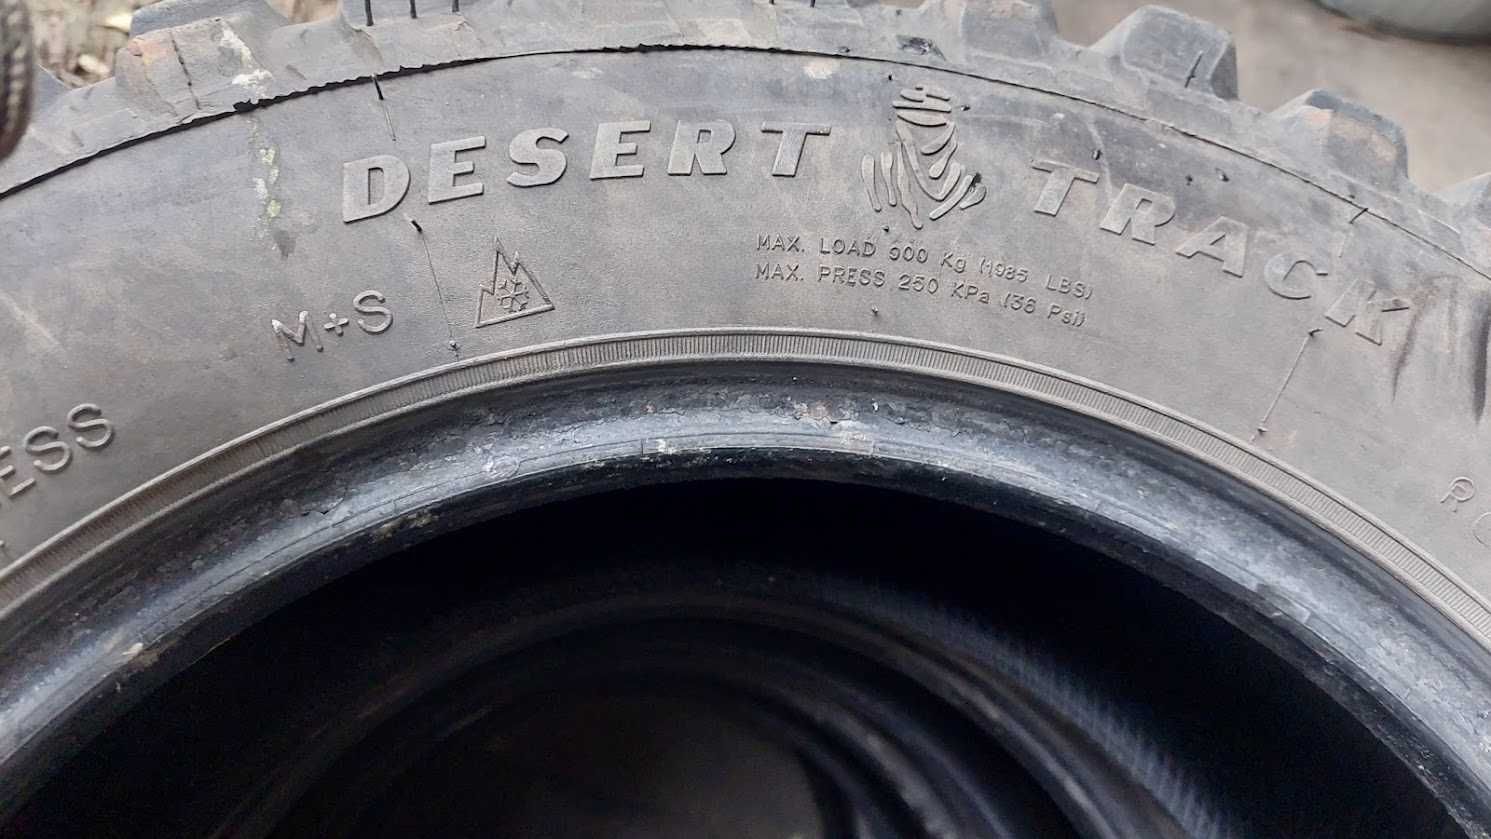 DESERT TRACK
MAX. LOAD 900 Kg (1985 LBS)
MAX. PRESS 250 KPa (36 Psi)
M+S
ESS